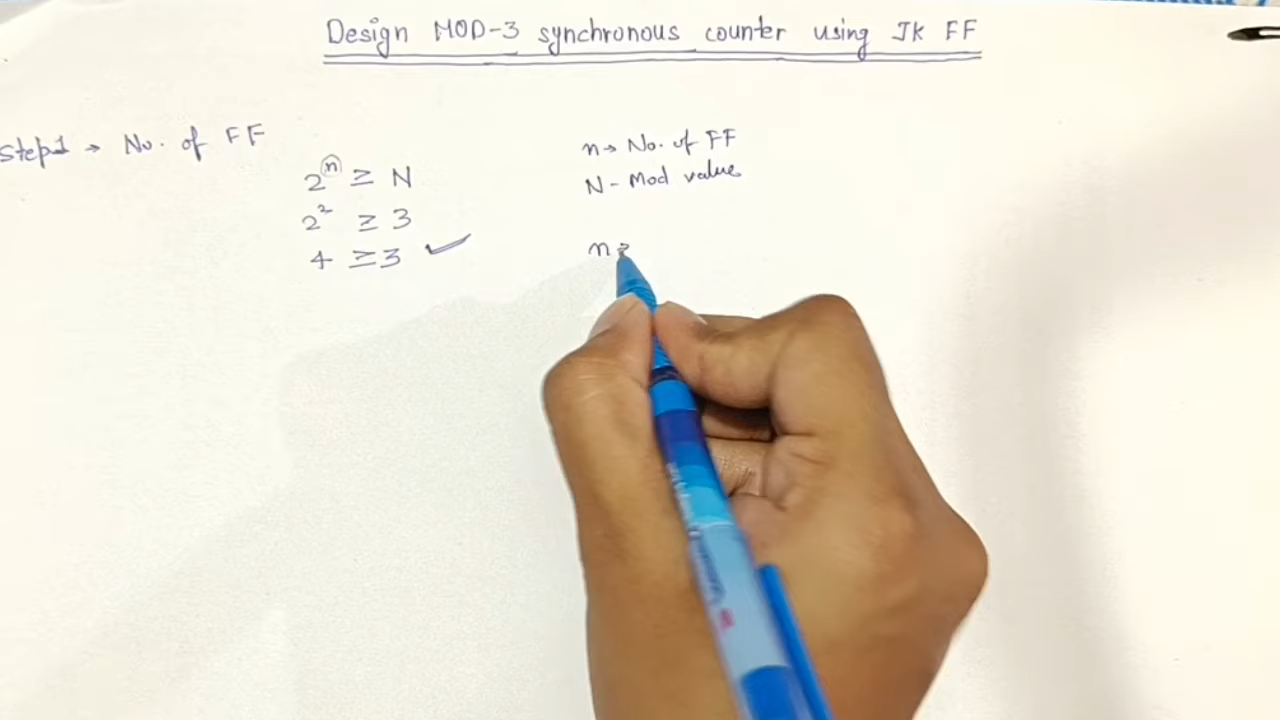 Design MOD-3 synchronous counter using JK FF
Step1 → No. of FF
2^n ≥ N
2^2 ≥ 3
4 ≥ 3 ✓
n → No. of FF
N - Mod value
n =